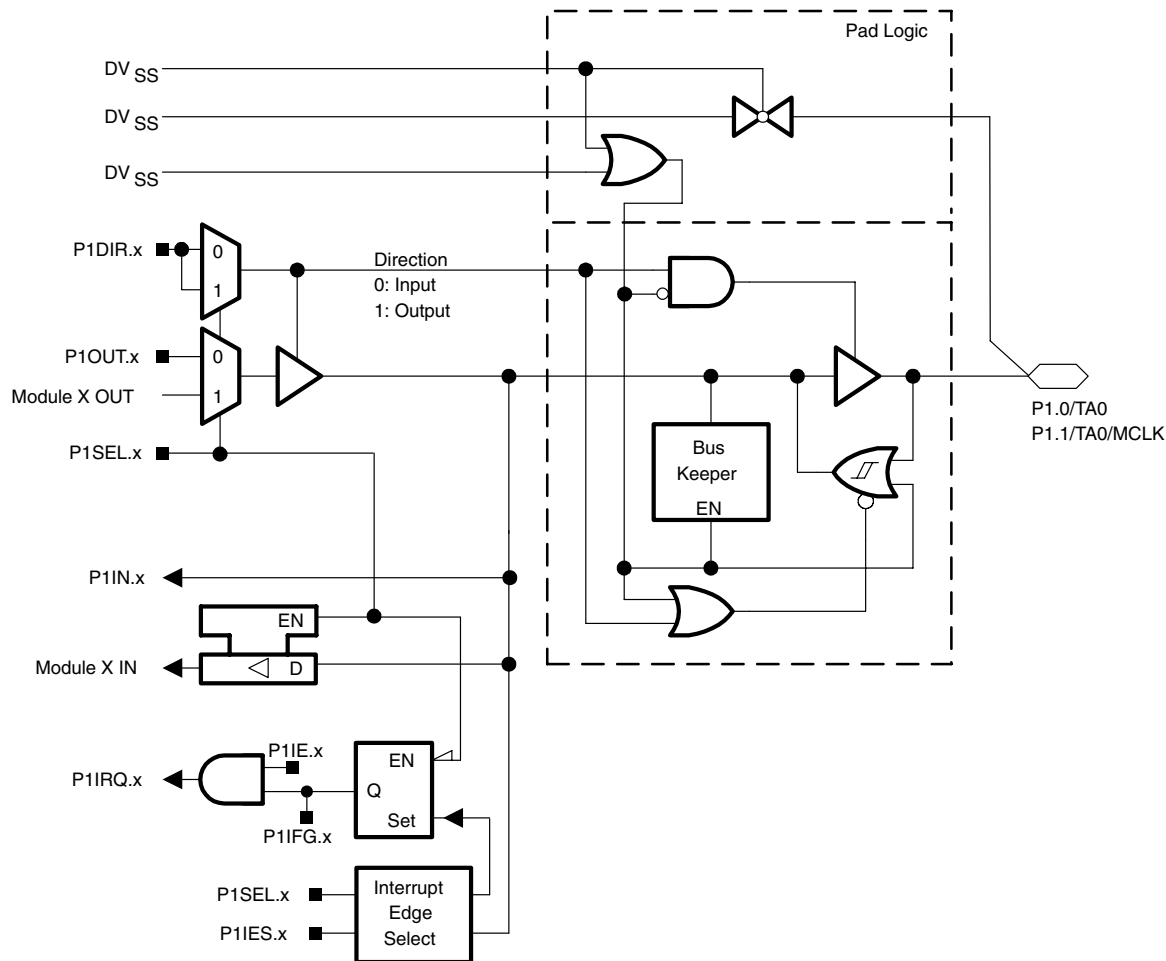 Pad Logic
DVSS
DVSS
DVSS
P1DIR.x
0
1
Direction
0: Input
1: Output
P1OUT.x
0
Module X OUT
1
P1.0/TA0
P1.1/TA0/MCLK
P1SEL.x
Bus
Keeper
EN
P1IN.x
EN
Module X IN
D
P1IE.x
EN
P1IRQ.x
Q
Set
P1IFG.x
P1SEL.x
P1IES.x
Interrupt
Edge
Select